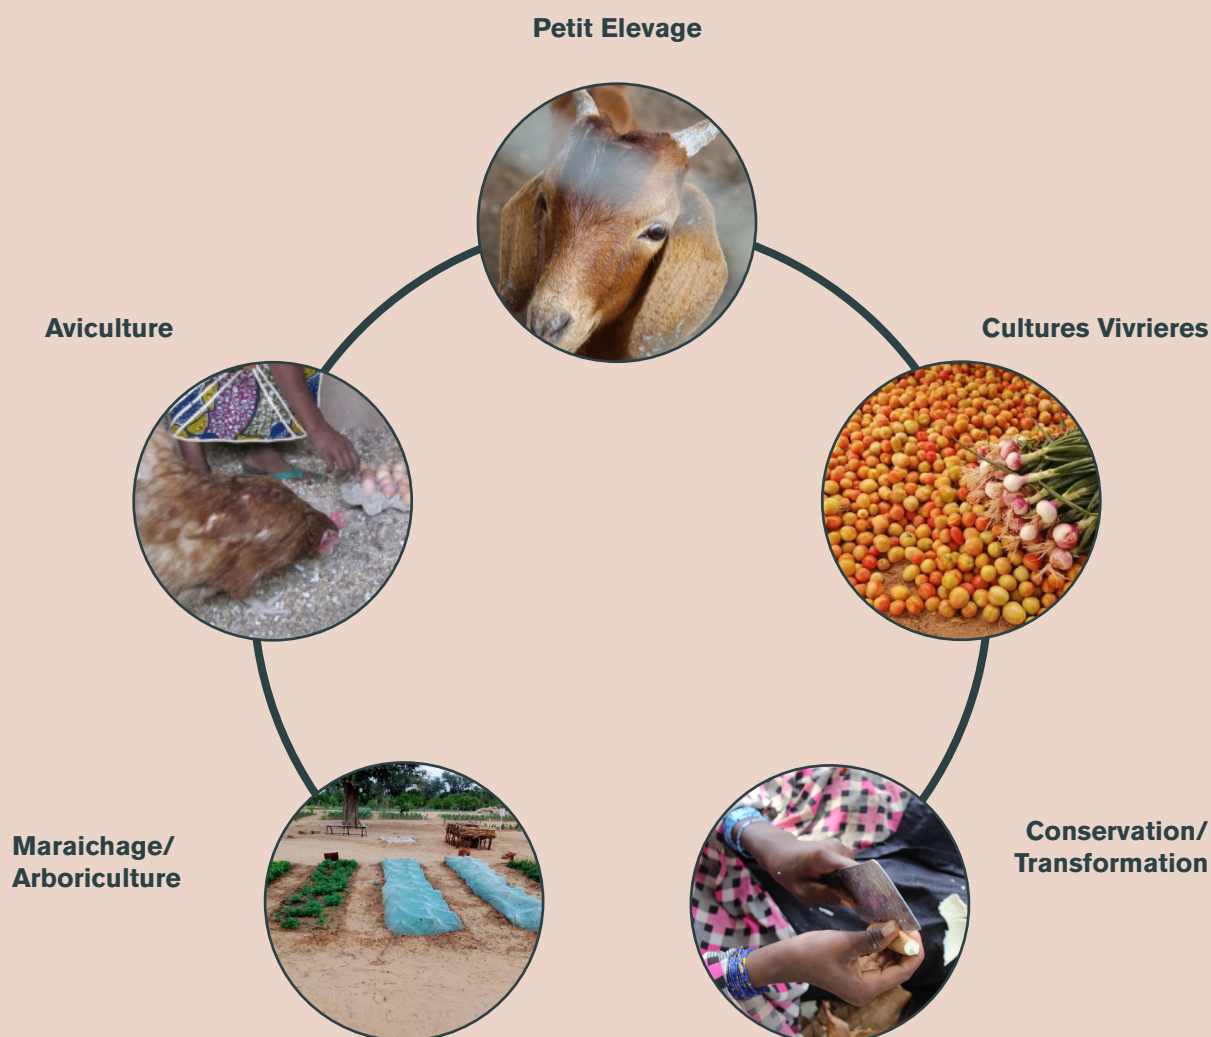 Petit Elevage
Aviculture
Cultures Vivrieres
Maraichage/
Arboriculture
Conservation/
Transformation